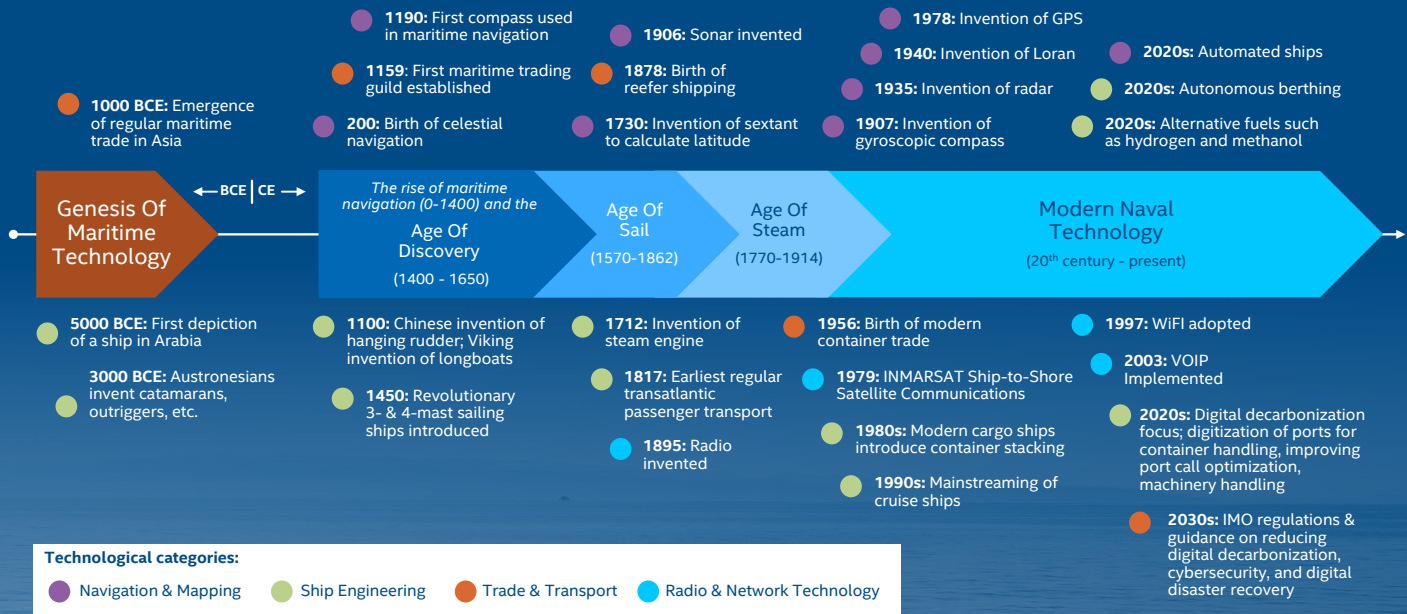 1000 BCE: Emergence
of regular maritime
trade in Asia
1190: First compass used
in maritime navigation
1159: First maritime trading
guild established
200: Birth of celestial
navigation
1906: Sonar invented
1878: Birth of
reefer shipping
1730: Invention of sextant
to calculate latitude
1978: Invention of GPS
1940: Invention of Loran
1935: Invention of radar
1907: Invention of
gyroscopic compass
2020s: Automated ships
2020s: Autonomous berthing
2020s: Alternative fuels such
as hydrogen and methanol
Genesis Of
Maritime
Technology
BCE CE
The rise of maritime
navigation (0-1400) and the
Age Of
Discovery
(1400 - 1650)
Age Of
Sail
(1570-1862)
Age Of
Steam
(1770-1914)
Modern Naval
Technology
(20th century - present)
5000 BCE: First depiction
of a ship in Arabia
3000 BCE: Austronesians
invent catamarans,
outriggers, etc.
1100: Chinese invention of
hanging rudder; Viking
invention of longboats
1450: Revolutionary
3- & 4-mast sailing
ships introduced
1712: Invention of
steam engine
1817: Earliest regular
transatlantic
passenger transport
1895: Radio
invented
1956: Birth of modern
container trade
1979: INMARSAT Ship-to-Shore
Satellite Communications
1980s: Modern cargo ships
introduce container stacking
1990s: Mainstreaming of
cruise ships
1997: WiFI adopted
2003: VOIP
Implemented
2020s: Digital decarbonization
focus; digitization of ports for
container handling, improving
port call optimization,
machinery handling
2030s: IMO regulations &
guidance on reducing
digital decarbonization,
cybersecurity, and digital
disaster recovery
Technological categories:
Navigation & Mapping
Ship Engineering
Trade & Transport
Radio & Network Technology